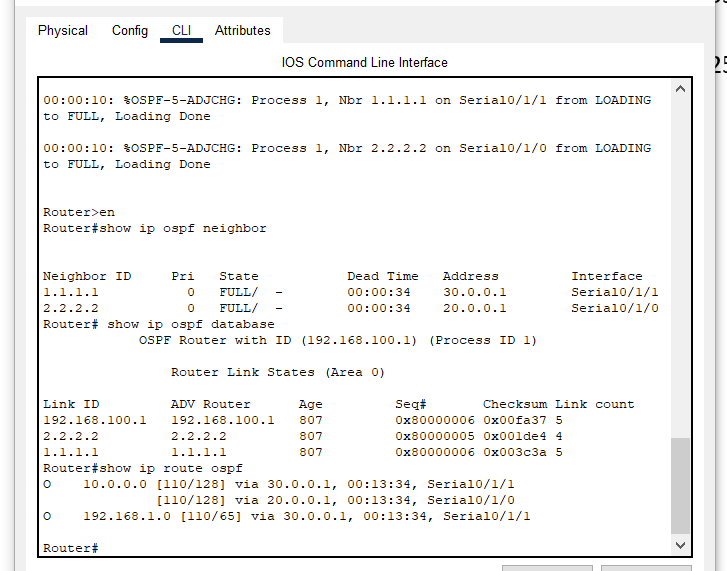 Physical Config CLI Attributes
IOS Command Line Interface
00:00:10: %OSPF-5-ADJCHG: Process 1, Nbr 1.1.1.1 on Serial0/1/1 from LOADING
to FULL, Loading Done
00:00:10: %OSPF-5-ADJCHG: Process 1, Nbr 2.2.2.2 on Serial0/1/0 from LOADING
to FULL, Loading Done
Router>en
Router#show ip ospf neighbor
Neighbor ID     Pri   State           Dead Time   Address         Interface
1.1.1.1           0   FULL/  -        00:00:34    30.0.0.1        Serial0/1/1
2.2.2.2           0   FULL/  -        00:00:34    20.0.0.1        Serial0/1/0
Router# show ip ospf database
            OSPF Router with ID (192.168.100.1) (Process ID 1)
                Router Link States (Area 0)
Link ID         ADV Router      Age         Seq#       Checksum Link count
192.168.100.1   192.168.100.1   807         0x80000006 0x00fa37 5
2.2.2.2         2.2.2.2         807         0x80000005 0x001de4 4
1.1.1.1         1.1.1.1         807         0x80000006 0x003c3a 5
Router#show ip route ospf
O    10.0.0.0 [110/128] via 30.0.0.1, 00:13:34, Serial0/1/1
              [110/128] via 20.0.0.1, 00:13:34, Serial0/1/0
O    192.168.1.0 [110/65] via 30.0.0.1, 00:13:34, Serial0/1/1
Router#